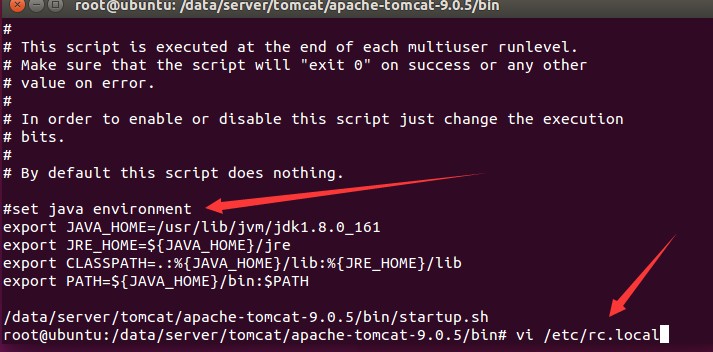 root@ubuntu: /data/server/tomcat/apache-tomcat-9.0.5/bin
#
# This script is executed at the end of each multiuser runlevel.
# Make sure that the script will "exit 0" on success or any other
# value on error.
#
# In order to enable or disable this script just change the execution
# bits.
#
# By default this script does nothing.
#set java environment
export JAVA_HOME=/usr/lib/jvm/jdk1.8.0_161
export JRE_HOME=${JAVA_HOME}/jre
export CLASSPATH=.:%{JAVA_HOME}/lib:%{JRE_HOME}/lib
export PATH=${JAVA_HOME}/bin:$PATH
/data/server/tomcat/apache-tomcat-9.0.5/bin/startup.sh
root@ubuntu:/data/server/tomcat/apache-tomcat-9.0.5/bin# vi /etc/rc.local